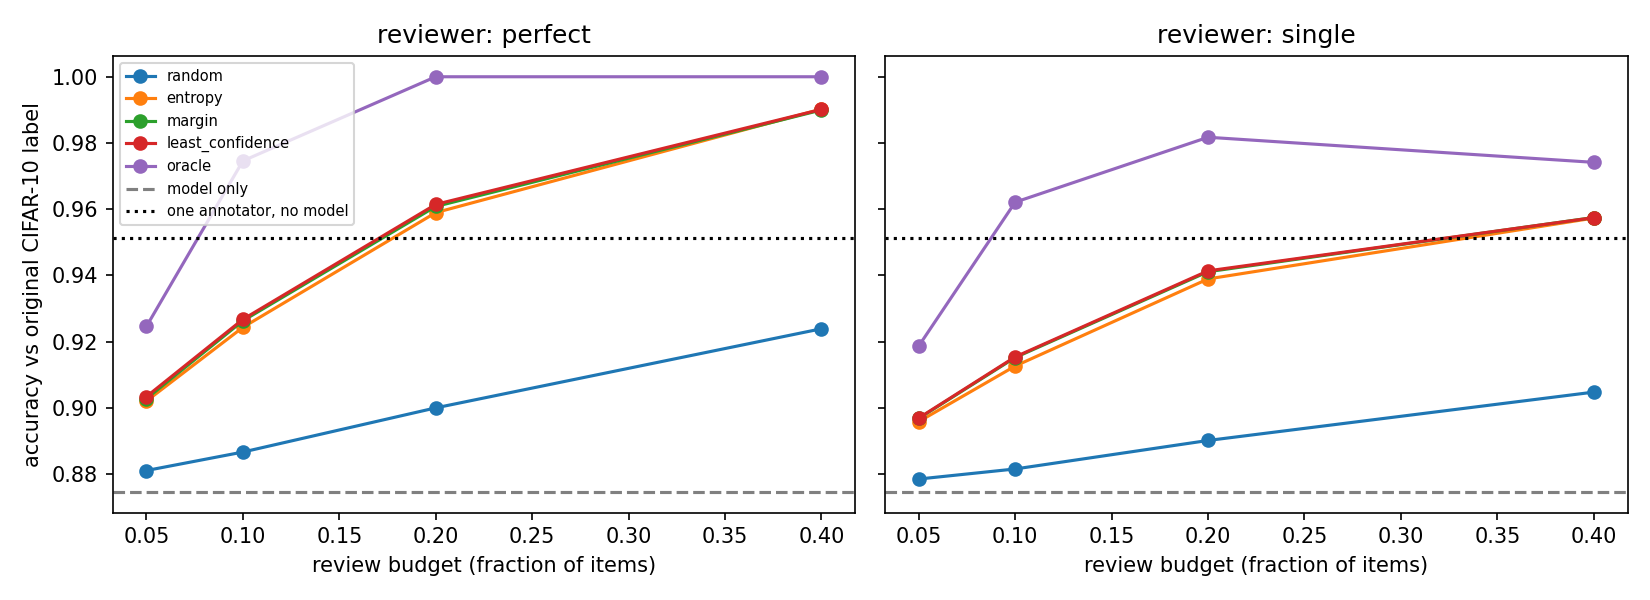 reviewer: perfect
reviewer: single
accuracy vs original CIFAR-10 label
1.00
0.98
0.96
0.94
0.92
0.90
0.88
random
entropy
margin
least_confidence
oracle
model only
one annotator, no model
0.05 0.10 0.15 0.20 0.25 0.30 0.35 0.40
0.05 0.10 0.15 0.20 0.25 0.30 0.35 0.40
review budget (fraction of items)
review budget (fraction of items)